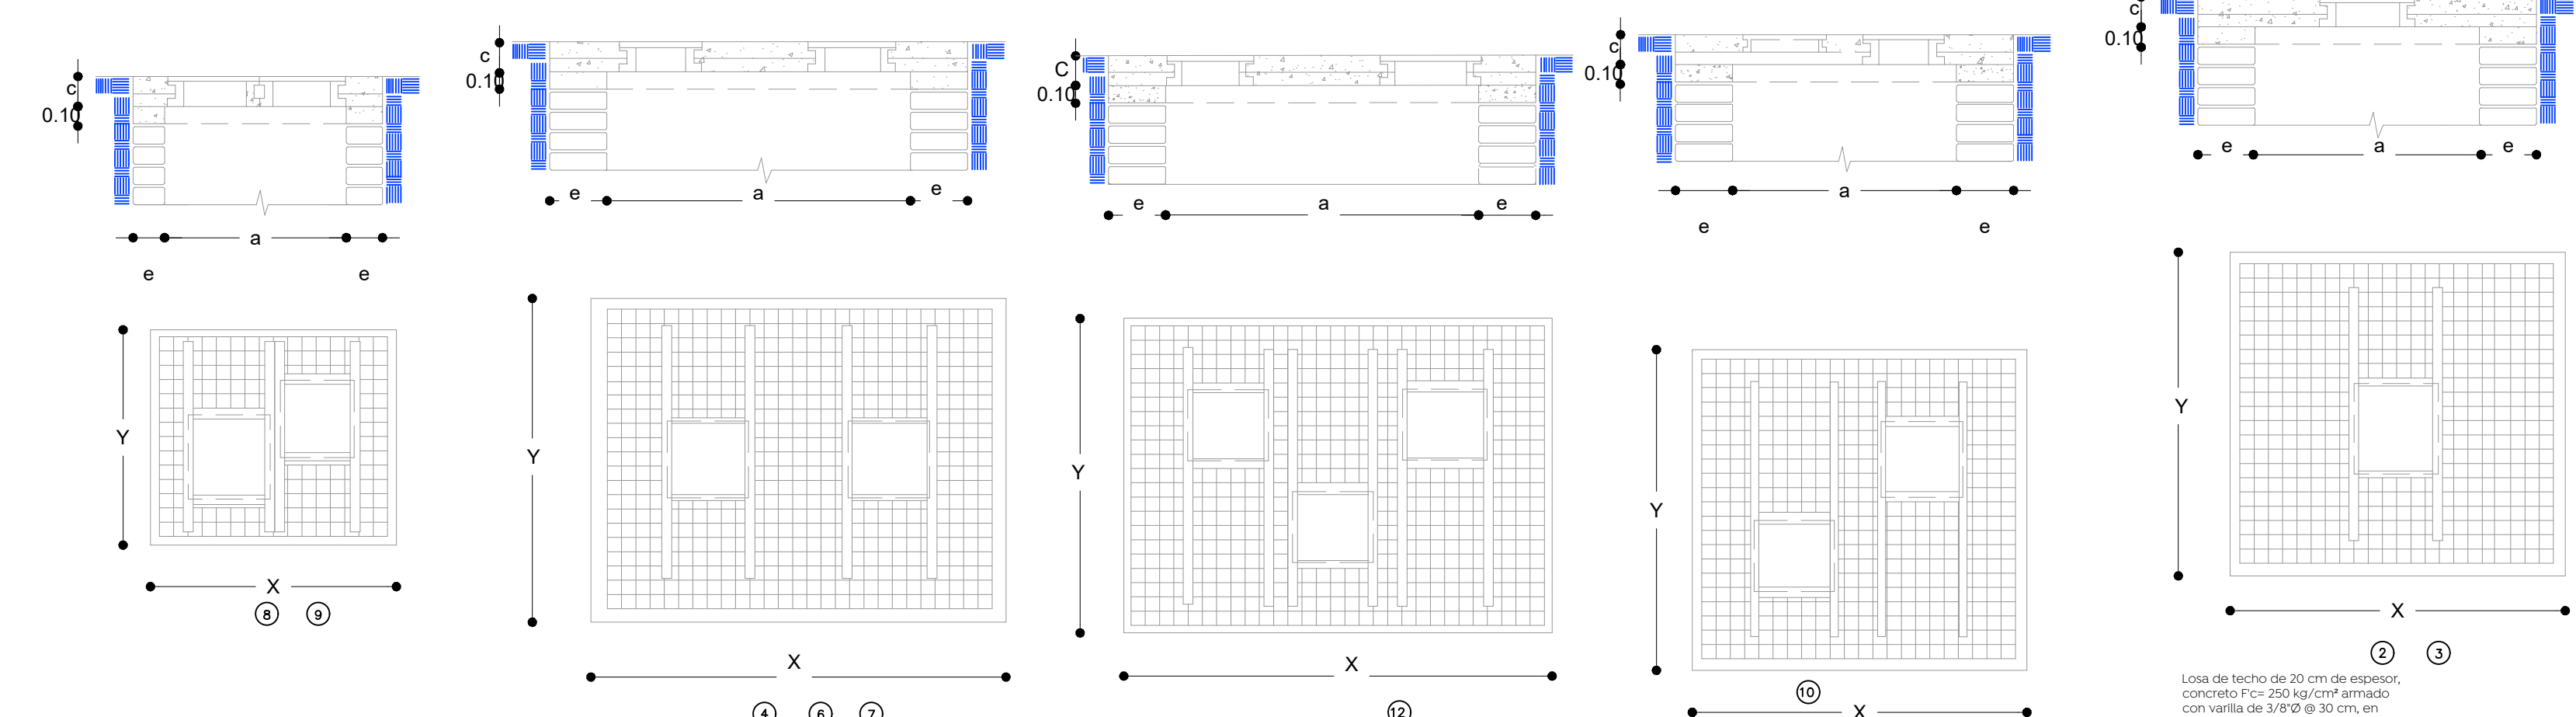 c
0.10
e
a
e
Y
X
8 9
c
0.10
e
a
e
Y
X
4 6 7
C
0.10
e
a
e
Y
X
12
c
0.10
e
a
e
Y
10
X
c
0.10
e
a
e
Y
X
2 3
Losa de techo de 20 cm de espesor,
concreto F'c= 250 kg/cm² armado
con varilla de 3/8"Ø @ 30 cm, en